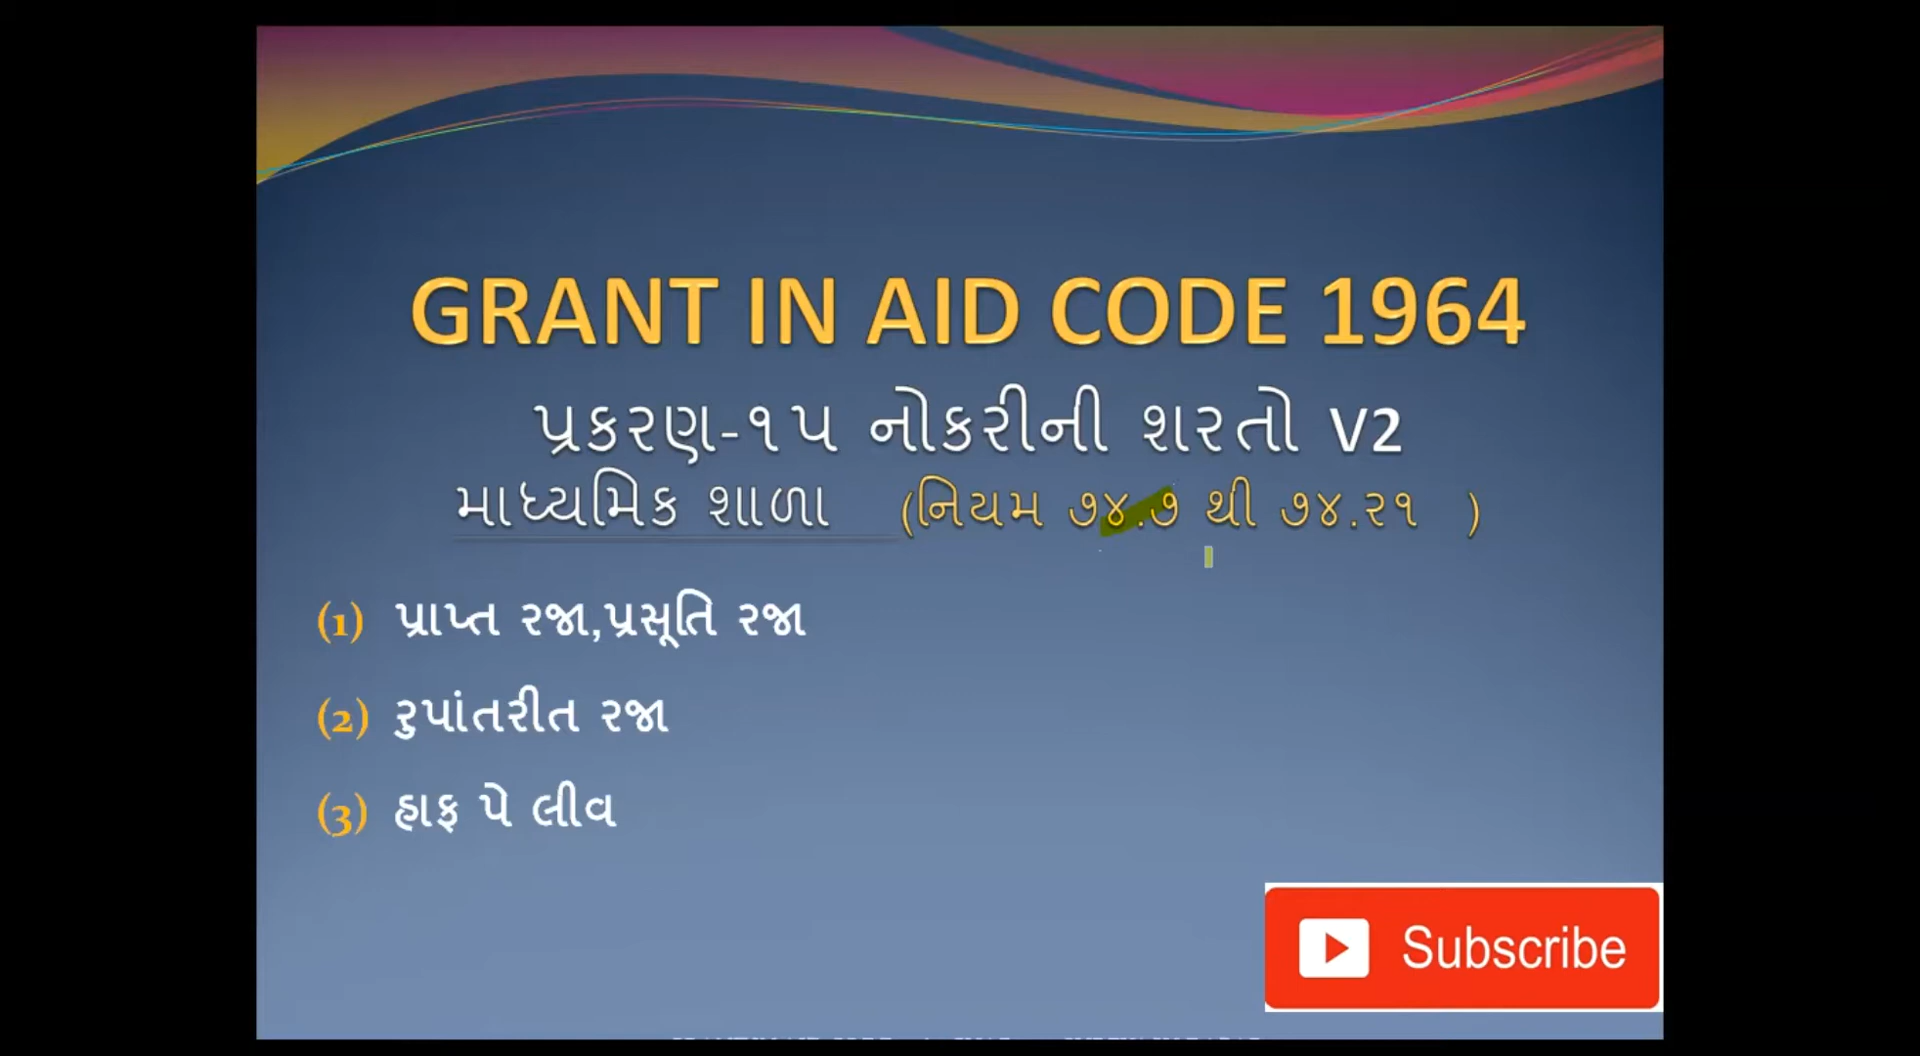 GRANT IN AID CODE 1964
પ્રકરણ-૧૫ નોકરીની શરતો V2
માધ્યમિક શાળા (નિયમ ૭૪.૭ થી ૭૪.૨૧ )
(1) પ્રાપ્ત રજા,પ્રસૂતિ રજા
(2) રુપાંતરીત રજા
(3) હાફ પે લીવ
Subscribe